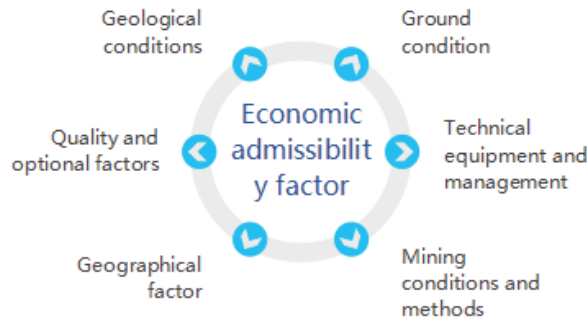 Geological
conditions
Ground
condition
Quality and
optional factors
Economic
admissibilit
y factor
Technical
equipment and
management
Geographical
factor
Mining
conditions and
methods